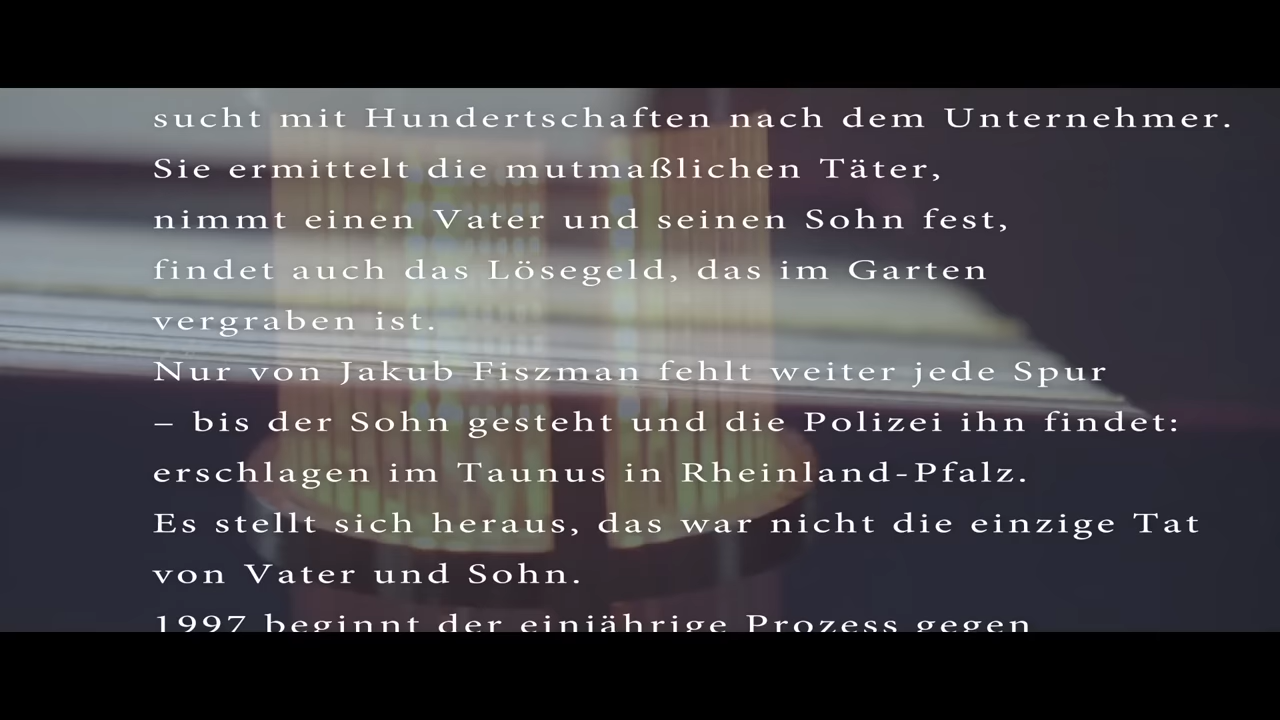 sucht mit Hundertschaften nach dem Unternehmer.
Sie ermittelt die mutmaßlichen Täter,
nimmt einen Vater und seinen Sohn fest,
findet auch das Lösegeld, das im Garten
vergraben ist.
Nur von Jakub Fiszman fehlt weiter jede Spur
– bis der Sohn gesteht und die Polizei ihn findet:
erschlagen im Taunus in Rheinland-Pfalz.
Es stellt sich heraus, das war nicht die einzige Tat
von Vater und Sohn.
1997 beginnt der einjährige Prozess gegen